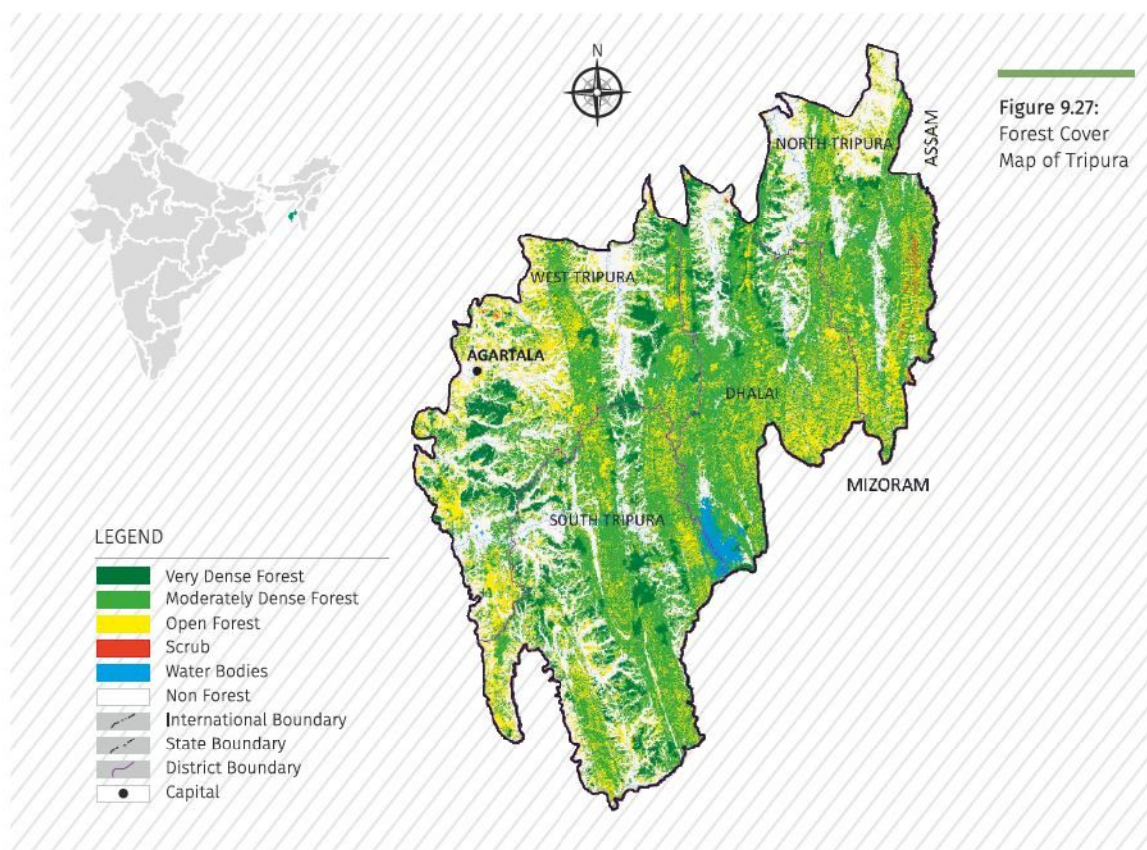 N
Figure 9.27:
Forest Cover
Map of Tripura
ASSAM
NORTH TRIPURA
WEST TRIPURA
AGARTALA
DHALAI
MIZORAM
SOUTH TRIPURA
LEGEND
Very Dense Forest
Moderately Dense Forest
Open Forest
Scrub
Water Bodies
Non Forest
International Boundary
State Boundary
District Boundary
Capital